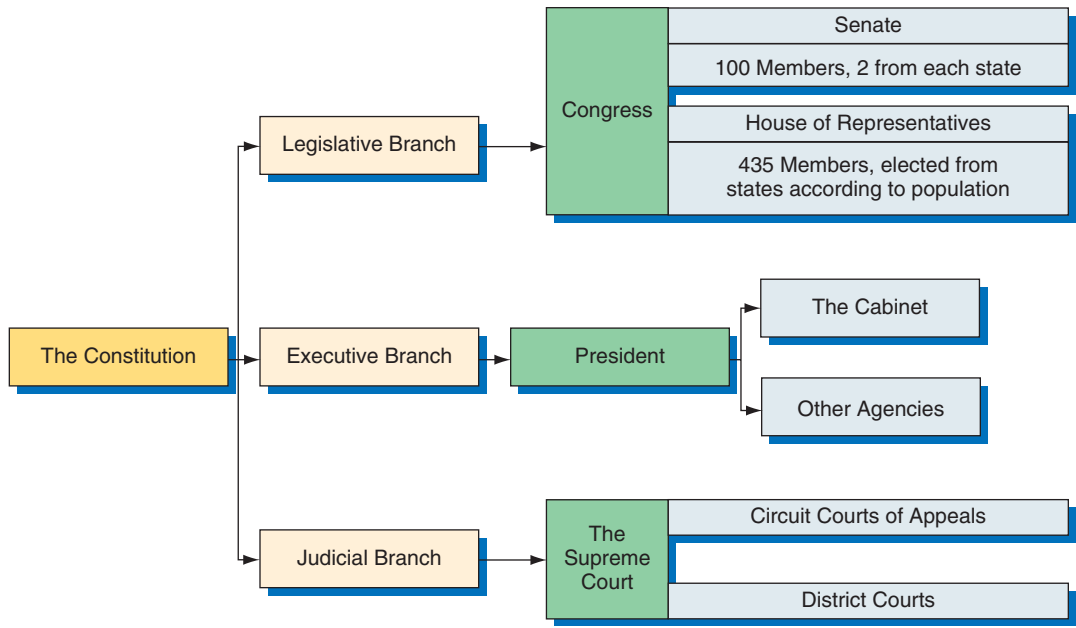 The Constitution
Legislative Branch
Congress
Senate
100 Members, 2 from each state
House of Representatives
435 Members, elected from
states according to population
Executive Branch
President
The Cabinet
Other Agencies
Judicial Branch
The
Supreme
Court
Circuit Courts of Appeals
District Courts